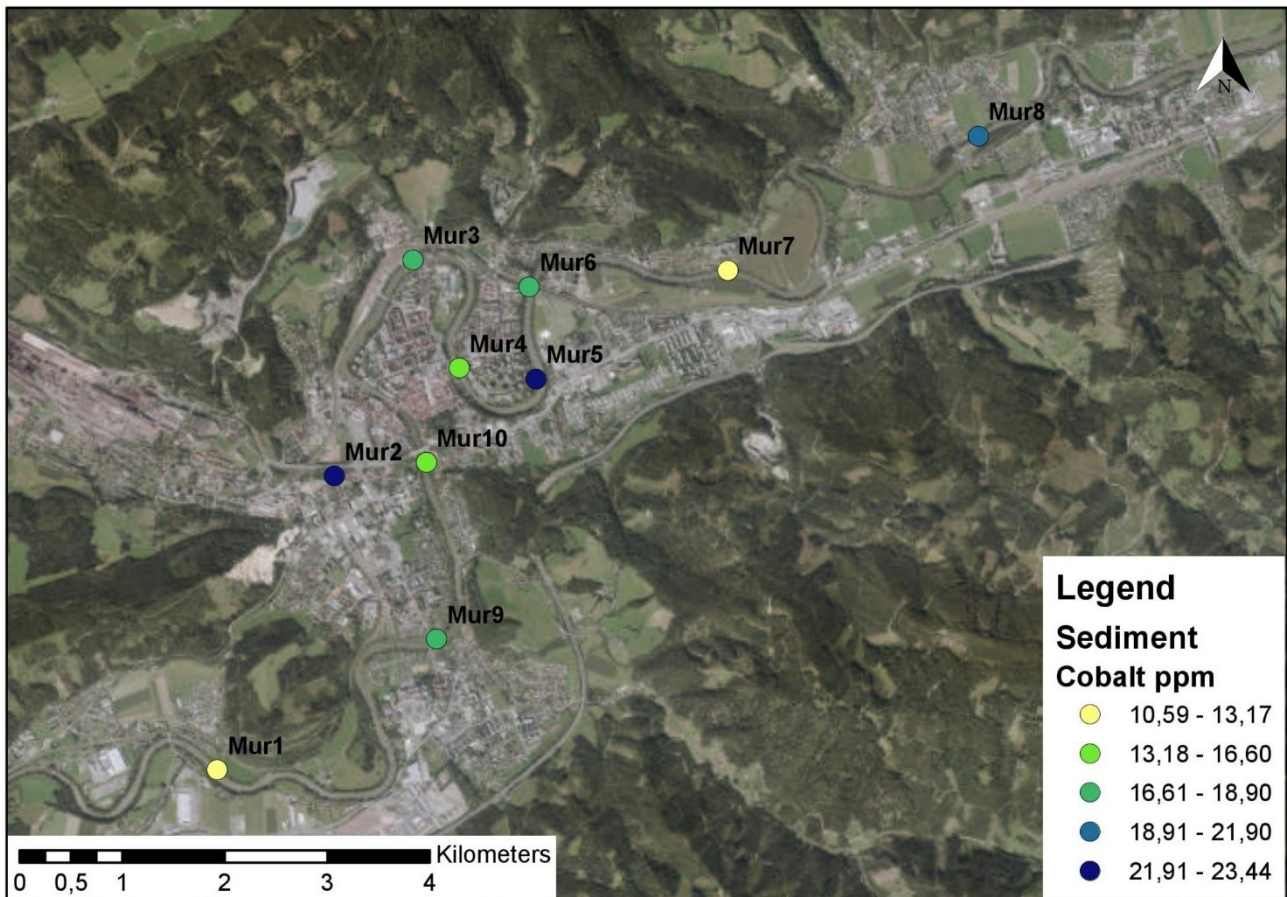 N
Mur8
Mur3
Mur7
Mur6
Mur4
Mur5
Mur10
Mur2
Mur9
Mur1
Legend
Sediment
Cobalt ppm
10,59 - 13,17
13,18 - 16,60
16,61 - 18,90
18,91 - 21,90
21,91 - 23,44
Kilometers
0 0,5 1 2 3 4